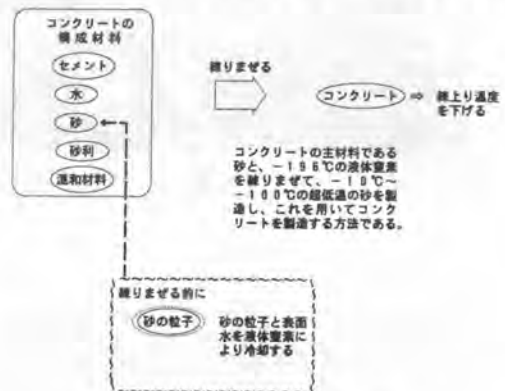 コンクリートの
構成材料
セメント
水
砂
砂利
混和材料
練りまぜる
コンクリート ⇒ 練上り温度
を下げる
コンクリートの主材料である
砂と、−196℃の液体窒素
を練りまぜて、−10℃〜
−100℃の超低温の砂を製
造し、これを用いてコンク
リートを製造する方法である。
練りまぜる前に
砂の粒子
砂の粒子と表面
水を液体窒素に
より冷却する